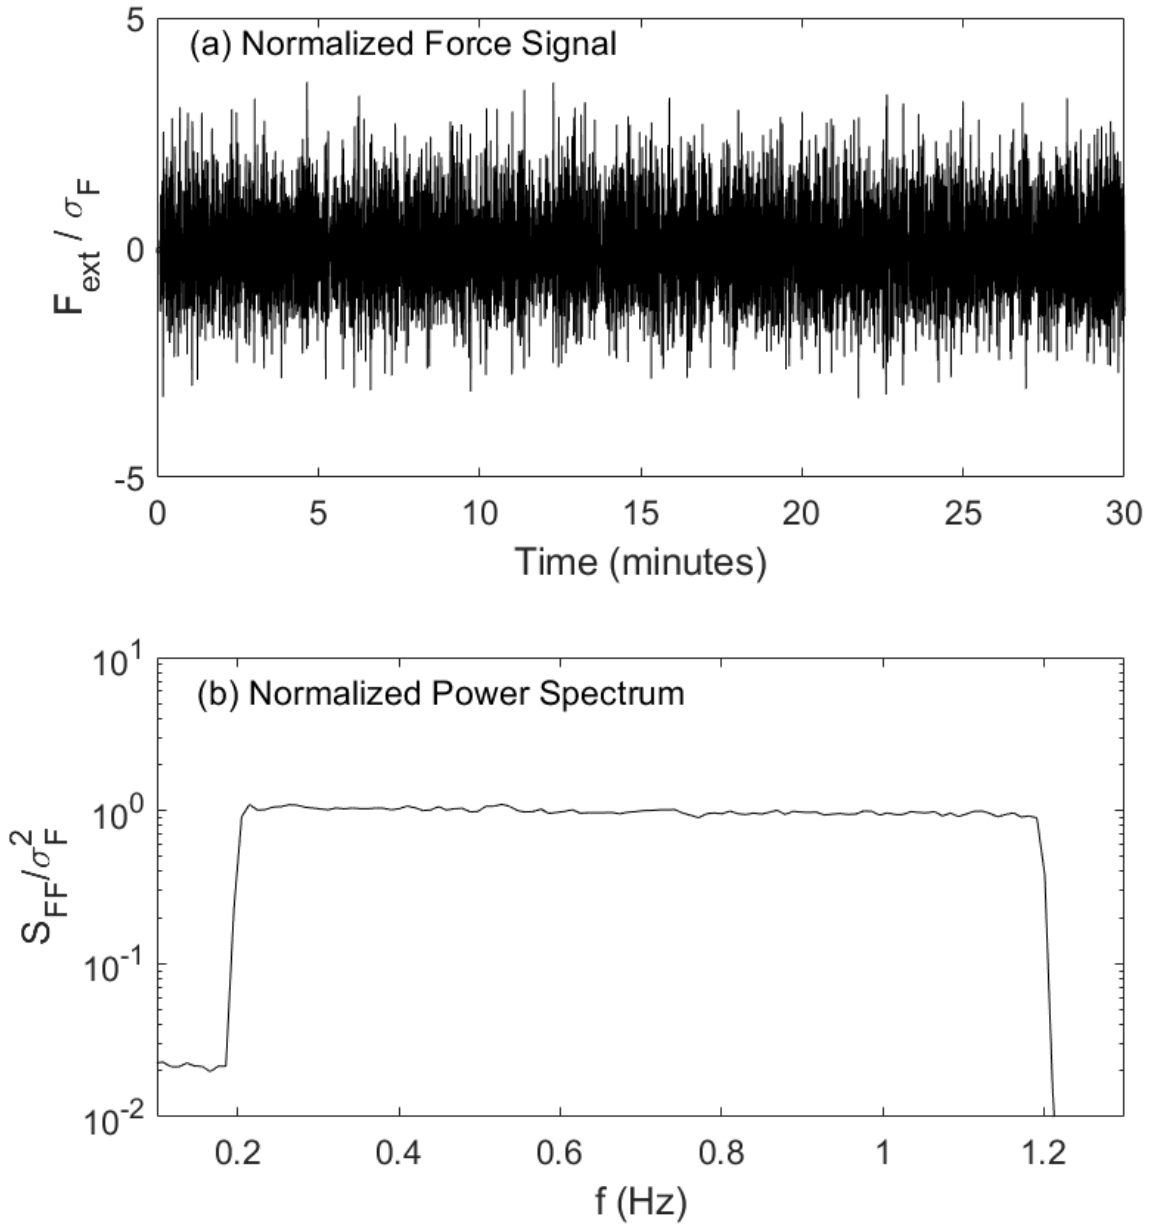 (a) Normalized Force Signal
5
0
-5
F_ext / σ_F
0 5 10 15 20 25 30
Time (minutes)
(b) Normalized Power Spectrum
10^1
10^0
10^-1
10^-2
S_FF/σ_F^2
0.2 0.4 0.6 0.8 1 1.2
f (Hz)